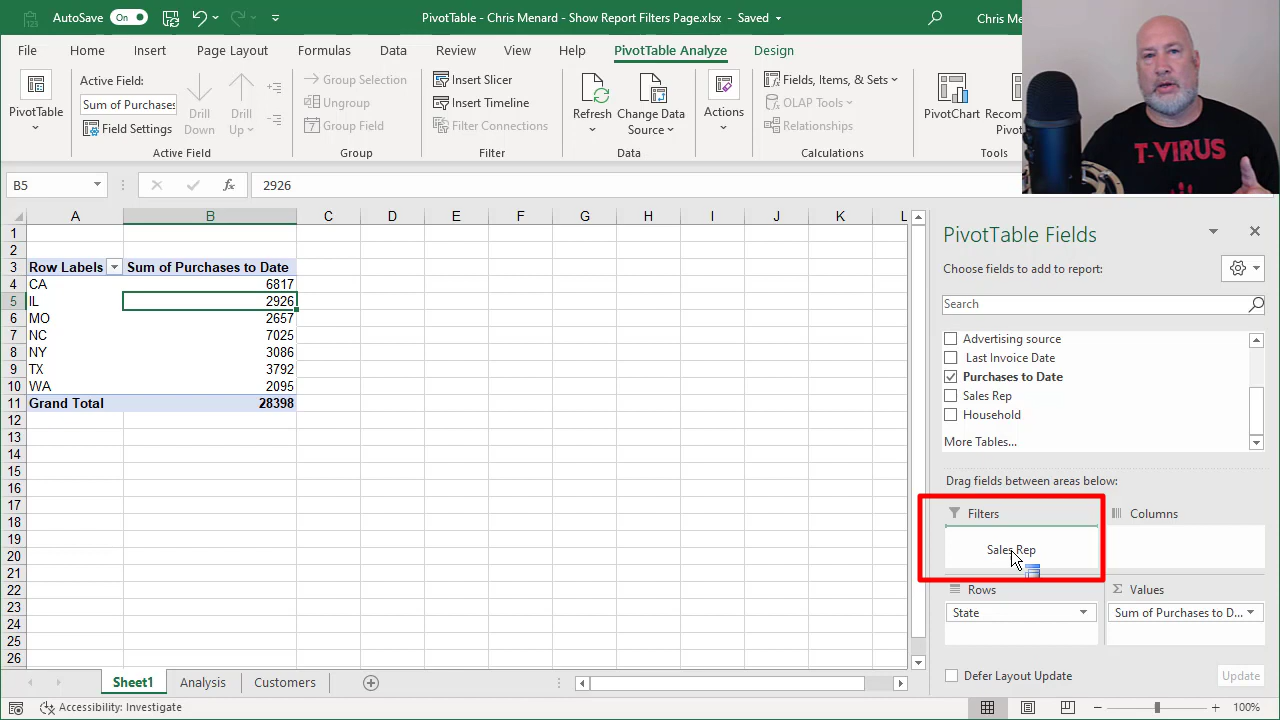 AutoSave On PivotTable - Chris Menard - Show Report Filters Page.xlsx - Saved Chris Men
File Home Insert Page Layout Formulas Data Review View Help PivotTable Analyze Design
PivotTable
Active Field:
Sum of Purchases
Field Settings
Drill Down
Drill Up
Active Field
Group Selection
Ungroup
Group Field
Group
Insert Slicer
Insert Timeline
Filter Connections
Filter
Refresh
Change Data Source
Data
Actions
Fields, Items, & Sets
OLAP Tools
Relationships
Calculations
PivotChart
Recom
Pivot
Tools
T-VIRUS
B5 fx 2926
A B C D E F G H I J K L
1
2
3 Row Labels Sum of Purchases to Date
4 CA 6817
5 IL 2926
6 MO 2657
7 NC 7025
8 NY 3086
9 TX 3792
10 WA 2095
11 Grand Total 28398
12
13
14
15
16
17
18
19
20
21
22
23
24
25
26
PivotTable Fields
Choose fields to add to report:
Search
Advertising source
Last Invoice Date
Purchases to Date
Sales Rep
Household
More Tables...
Drag fields between areas below:
Filters
Columns
Sales Rep
Rows
Values
State
Sum of Purchases to D...
Defer Layout Update Update
Sheet1 Analysis Customers
Accessibility: Investigate 100%